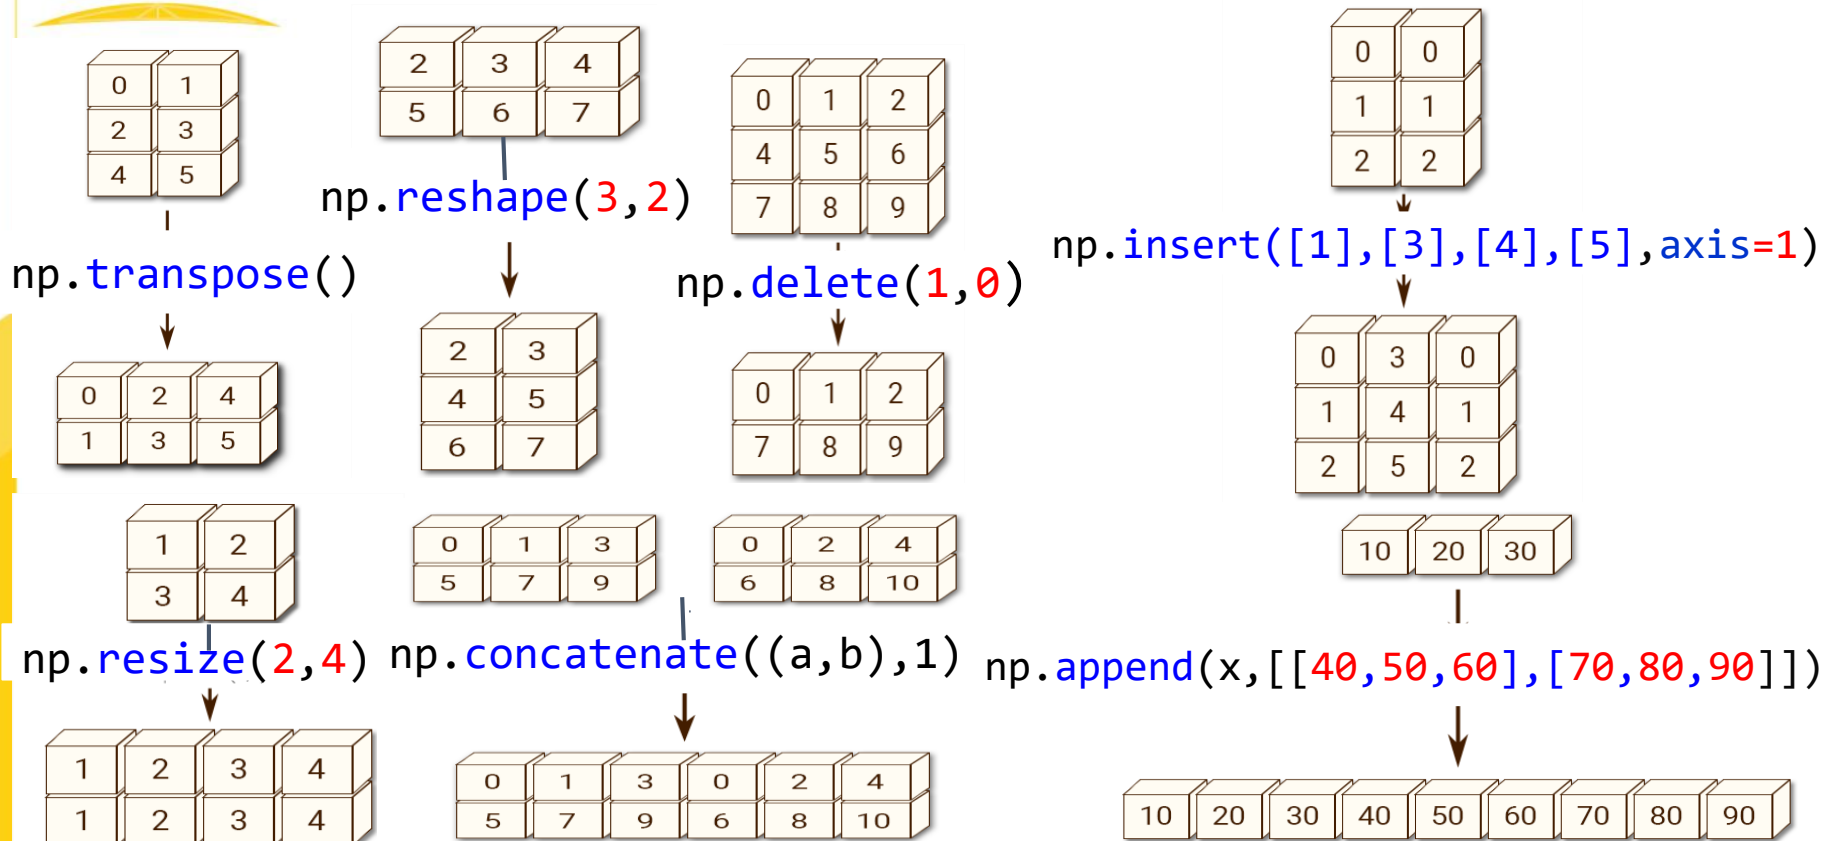 0 1
2 3
4 5
np.transpose()
0 2 4
1 3 5
2 3 4
5 6 7
np.reshape(3,2)
2 3
4 5
6 7
0 1 2
4 5 6
7 8 9
np.delete(1,0)
0 1 2
7 8 9
0 0
1 1
2 2
np.insert([1],[3],[4],[5],axis=1)
0 3 0
1 4 1
2 5 2
1 2
3 4
np.resize(2,4)
1 2 3 4
1 2 3 4
0 1 3
5 7 9
0 2 4
6 8 10
np.concatenate((a,b),1)
0 1 3 0 2 4
5 7 9 6 8 10
10 20 30
np.append(x,[[40,50,60],[70,80,90]])
10 20 30 40 50 60 70 80 90